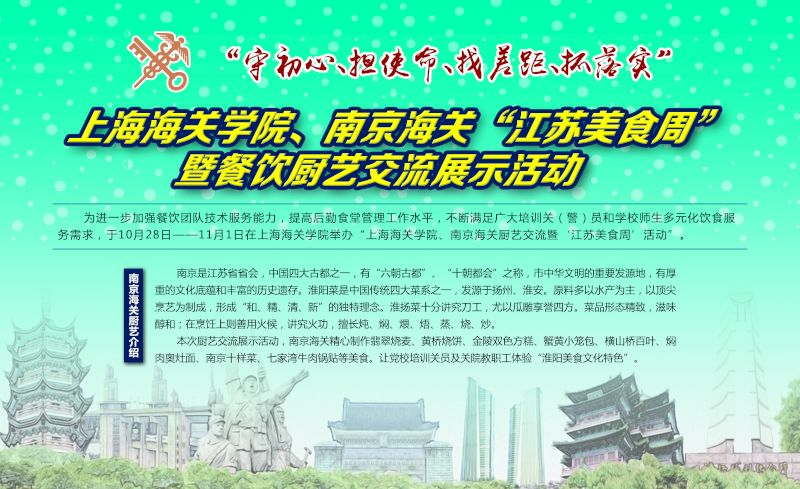 “守初心、担使命、找差距、抓落实”
上海海关学院、南京海关“江苏美食周”
暨餐饮厨艺交流展示活动
为进一步加强餐饮团队技术服务能力，提高后勤食堂管理工作水平，不断满足广大培训关（警）员和学校师生多元化饮食服
务需求，于10月28日——11月1日在上海海关学院举办“上海海关学院、南京海关厨艺交流暨‘江苏美食周’活动”。
南京海关厨艺介绍
南京是江苏省省会，中国四大古都之一，有“六朝古都”、“十朝都会”之称，市中华文明的重要发源地，有厚
重的文化底蕴和丰富的历史遗存。淮阳菜是中国传统四大菜系之一，发源于扬州、淮安。原料多以水产为主，以顶尖
烹艺为制成，形成“和、精、清、新”的独特理念。淮扬菜十分讲究刀工，尤以瓜雕享誉四方。菜品形态精致，滋味
醇和；在烹饪上则善用火候，讲究火功，擅长炖、焖、煨、焐、蒸、烧、炒。
本次厨艺交流展示活动，南京海关精心制作翡翠烧麦、黄桥烧饼、金陵双色方糕、蟹黄小笼包、横山桥百叶、焖
肉奥灶面、南京十样菜、七家湾牛肉锅贴等美食。让党校培训关员及关院教职工体验“淮阳美食文化特色”。